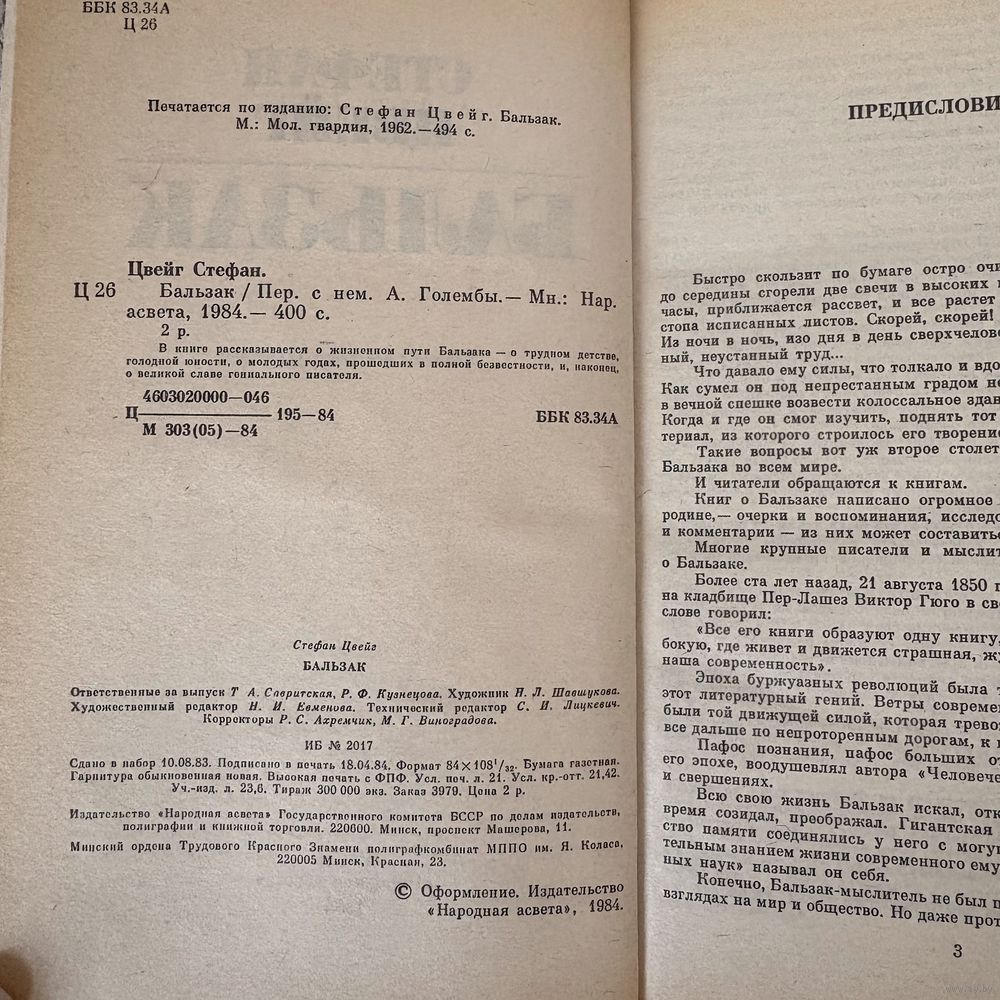 ББК 83.34А
Ц 26
Печатается по изданию: Стефан Цвейг. Бальзак.
М.: Мол. гвардия, 1962.—494 с.
Цвейг Стефан.
Ц 26 Бальзак / Пер. с нем. А. Голембы.— Мн.: Нар.
асвета, 1984.— 400 с.
2 р.
В книге рассказывается о жизненном пути Бальзака — о трудном детстве,
голодной юности, о молодых годах, прошедших в полной безвестности, и, наконец,
о великой славе гениального писателя.
4603020000—046
Ц 195—84
М 303(05)—84
ББК 83.34А
Стефан Цвейг
БАЛЬЗАК
Ответственные за выпуск Т А. Савритская, Р. Ф. Кузнецова. Художник Н. Л. Шавшукова.
Художественный редактор Н. И. Евменова. Технический редактор С. И. Лицкевич.
Корректоры Р. С. Ахремчик, М. Г. Виноградова.
ИБ № 2017
Сдано в набор 10.08.83. Подписано в печать 18.04.84. Формат 84×108¹/₃₂. Бумага газетная.
Гарнитура обыкновенная новая. Высокая печать с ФПФ. Усл. печ. л. 21. Усл. кр.-отт. 21,42.
Уч.-изд. л. 23,6. Тираж 300 000 экз. Заказ 3979. Цена 2 р.
Издательство «Народная асвета» Государственного комитета БССР по делам издательств,
полиграфии и книжной торговли. 220600. Минск, проспект Машерова, 11.
Минский ордена Трудового Красного Знамени полиграфкомбинат МППО им. Я. Коласа,
220005 Минск, Красная, 23.
© Оформление. Издательство
«Народная асвета», 1984.
ПРЕДИСЛОВИ
Быстро скользит по бумаге остро очи
до середины сгорели две свечи в высоких
часы, приближается рассвет, и все растет
стопа исписанных листов. Скорей, скорей!
Из ночи в ночь, изо дня в день сверхчелов
ный, неустанный труд...
Что давало ему силы, что толкало и вдо
Как сумел он под непрестанным градом не
в вечной спешке возвести колоссальное здан
Когда и где он смог изучить, поднять тот
териал, из которого строилось его творение
Такие вопросы вот уж второе столет
Бальзака во всем мире.
И читатели обращаются к книгам.
Книг о Бальзаке написано огромное
родине,— очерки и воспоминания, исследо
и комментарии — из них может составитьс
Многие крупные писатели и мыслит
о Бальзаке.
Более ста лет назад, 21 августа 1850 г
на кладбище Пер-Лашез Виктор Гюго в сво
слове говорил:
«Все его книги образуют одну книгу,
бокую, где живет и движется страшная, ж
наша современность».
Эпоха буржуазных революций была т
этот литературный гений. Ветры современ
были той движущей силой, которая трево
все дальше по непроторенным дорогам, к н
Пафос познания, пафос больших от
его эпохе, воодушевлял автора «Человече
и свершениях.
Всю свою жизнь Бальзак искал, отк
время созидал, преображал. Гигантская
ство памяти соединялись у него с могу
тельным знанием жизни современного ему
ных наук» называл он себя.
Конечно, Бальзак-мыслитель не был п
взглядах на мир и общество. Но даже прот
3